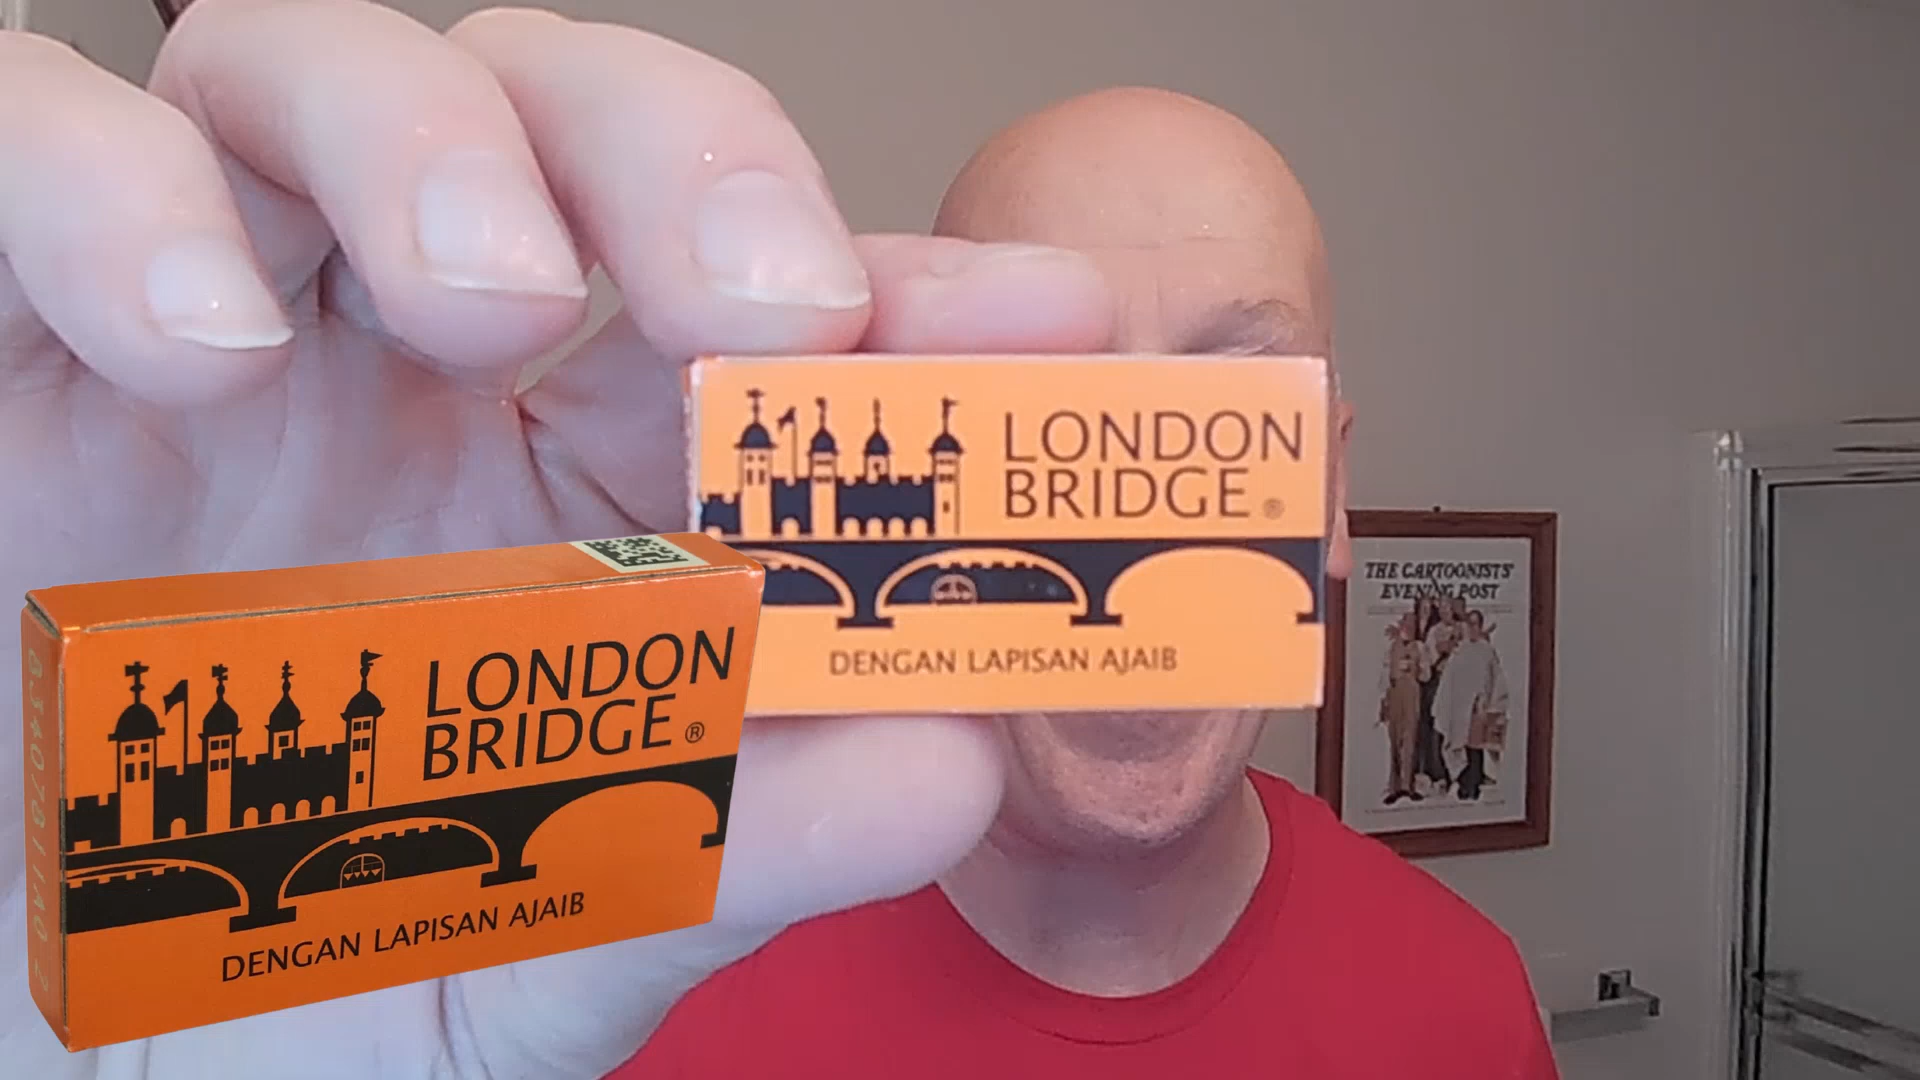 LONDON
BRIDGE ®
DENGAN LAPISAN AJAIB
LONDON
BRIDGE ®
DENGAN LAPISAN AJAIB
THE CARTOONISTS'
EVENING POST